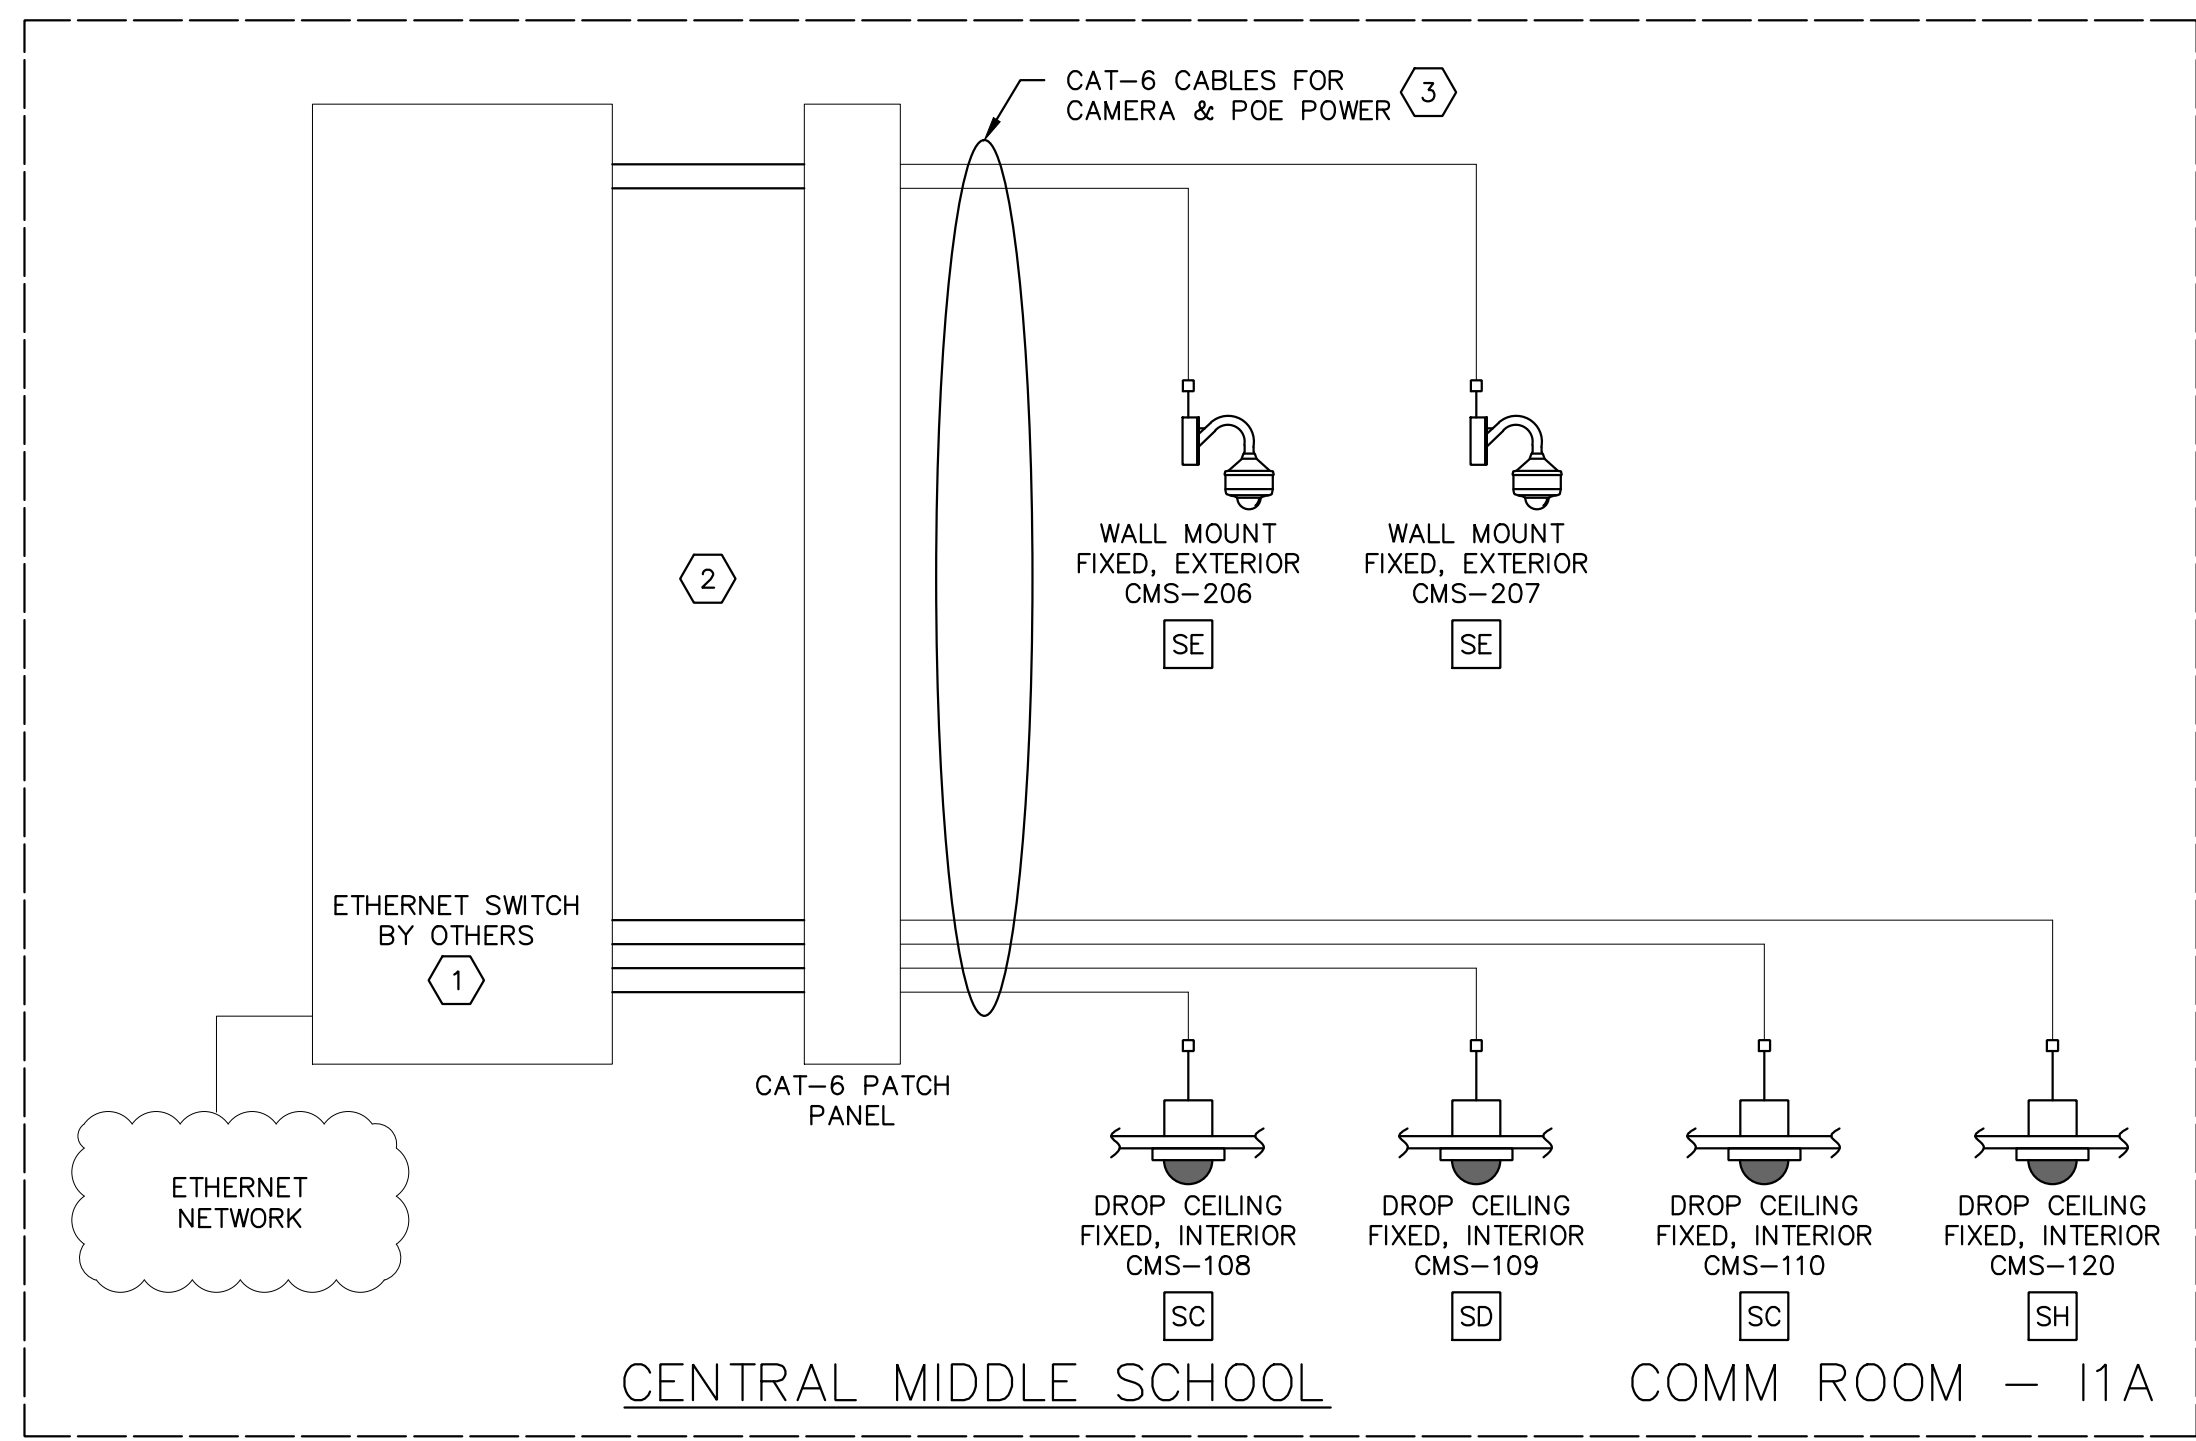 CAT-6 CABLES FOR
CAMERA & POE POWER
3
WALL MOUNT
FIXED, EXTERIOR
CMS-206
SE
WALL MOUNT
FIXED, EXTERIOR
CMS-207
SE
2
ETHERNET SWITCH
BY OTHERS
1
CAT-6 PATCH
PANEL
ETHERNET
NETWORK
DROP CEILING
FIXED, INTERIOR
CMS-108
SC
DROP CEILING
FIXED, INTERIOR
CMS-109
SD
DROP CEILING
FIXED, INTERIOR
CMS-110
SC
DROP CEILING
FIXED, INTERIOR
CMS-120
SH
CENTRAL MIDDLE SCHOOL
COMM ROOM - I1A